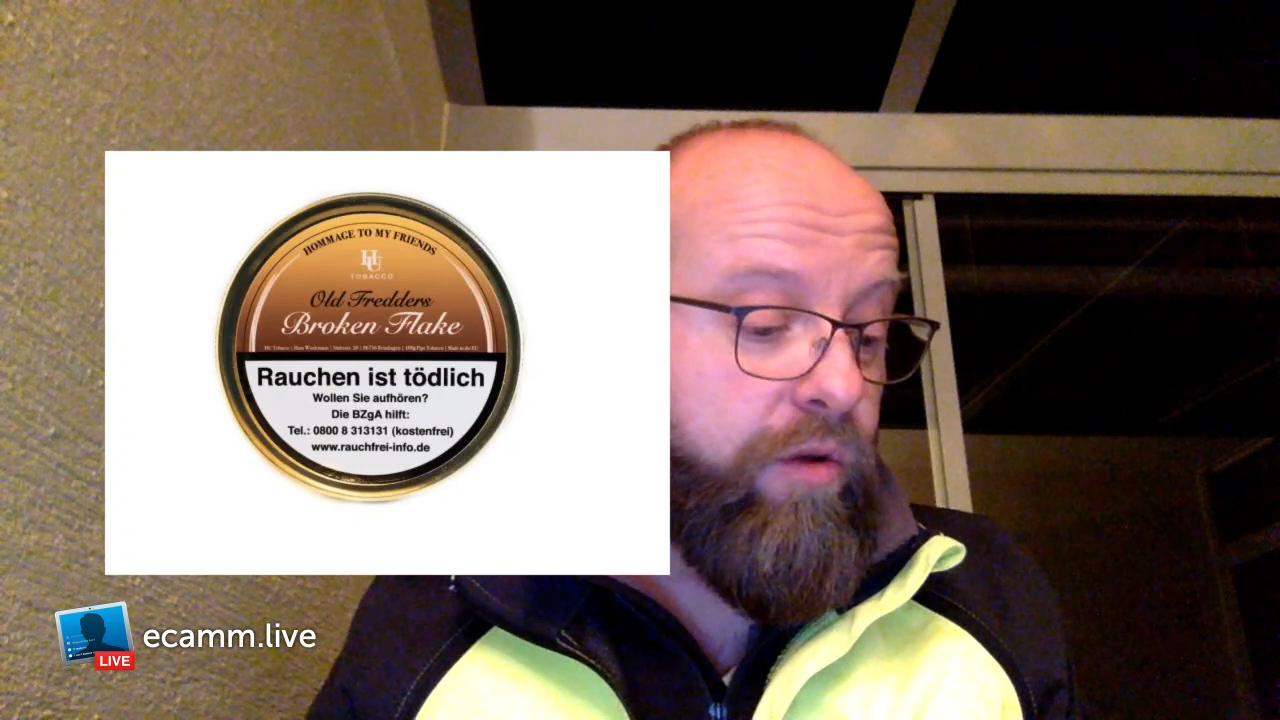 HOMMAGE TO MY FRIENDS
HU
TOBACCO
Old Fredders
Broken Flake
Rauchen ist tödlich
Wollen Sie aufhören?
Die BZgA hilft:
Tel.: 0800 8 313131 (kostenfrei)
www.rauchfrei-info.de
LIVE
ecamm.live